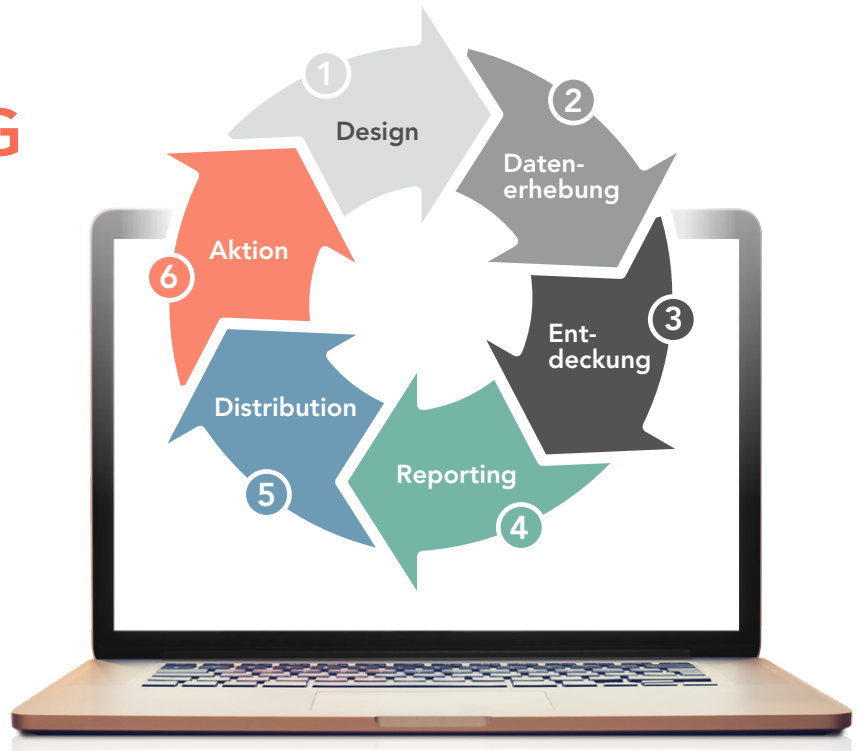 G
1
Design
2
Daten-
erhebung
3
Ent-
deckung
4
Reporting
5
Distribution
6
Aktion